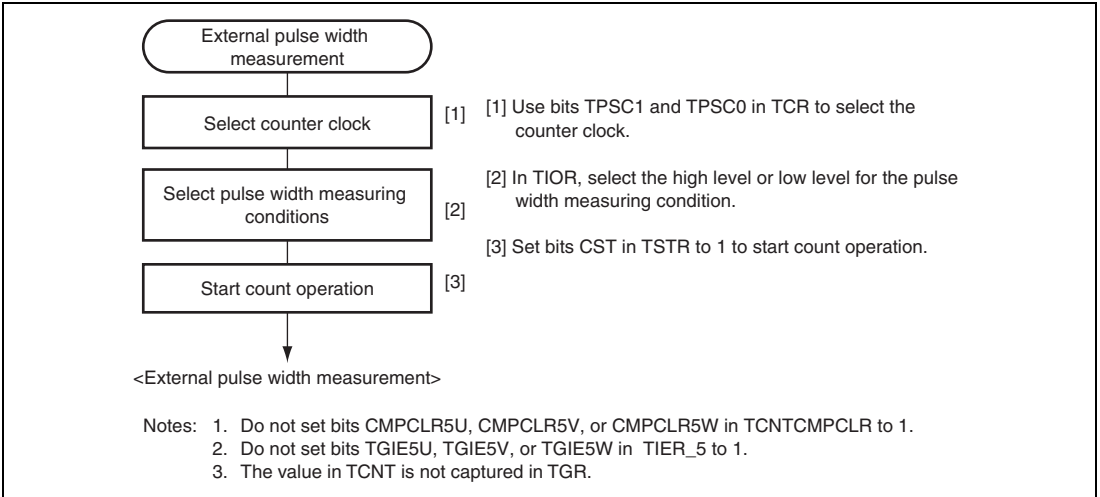 External pulse width
measurement
Select counter clock
[1]
[1] Use bits TPSC1 and TPSC0 in TCR to select the
counter clock.
Select pulse width measuring
conditions
[2]
[2] In TIOR, select the high level or low level for the pulse
width measuring condition.
[3] Set bits CST in TSTR to 1 to start count operation.
Start count operation
[3]
<External pulse width measurement>
Notes: 1. Do not set bits CMPCLR5U, CMPCLR5V, or CMPCLR5W in TCNTCMPCLR to 1.
2. Do not set bits TGIE5U, TGIE5V, or TGIE5W in TIER_5 to 1.
3. The value in TCNT is not captured in TGR.